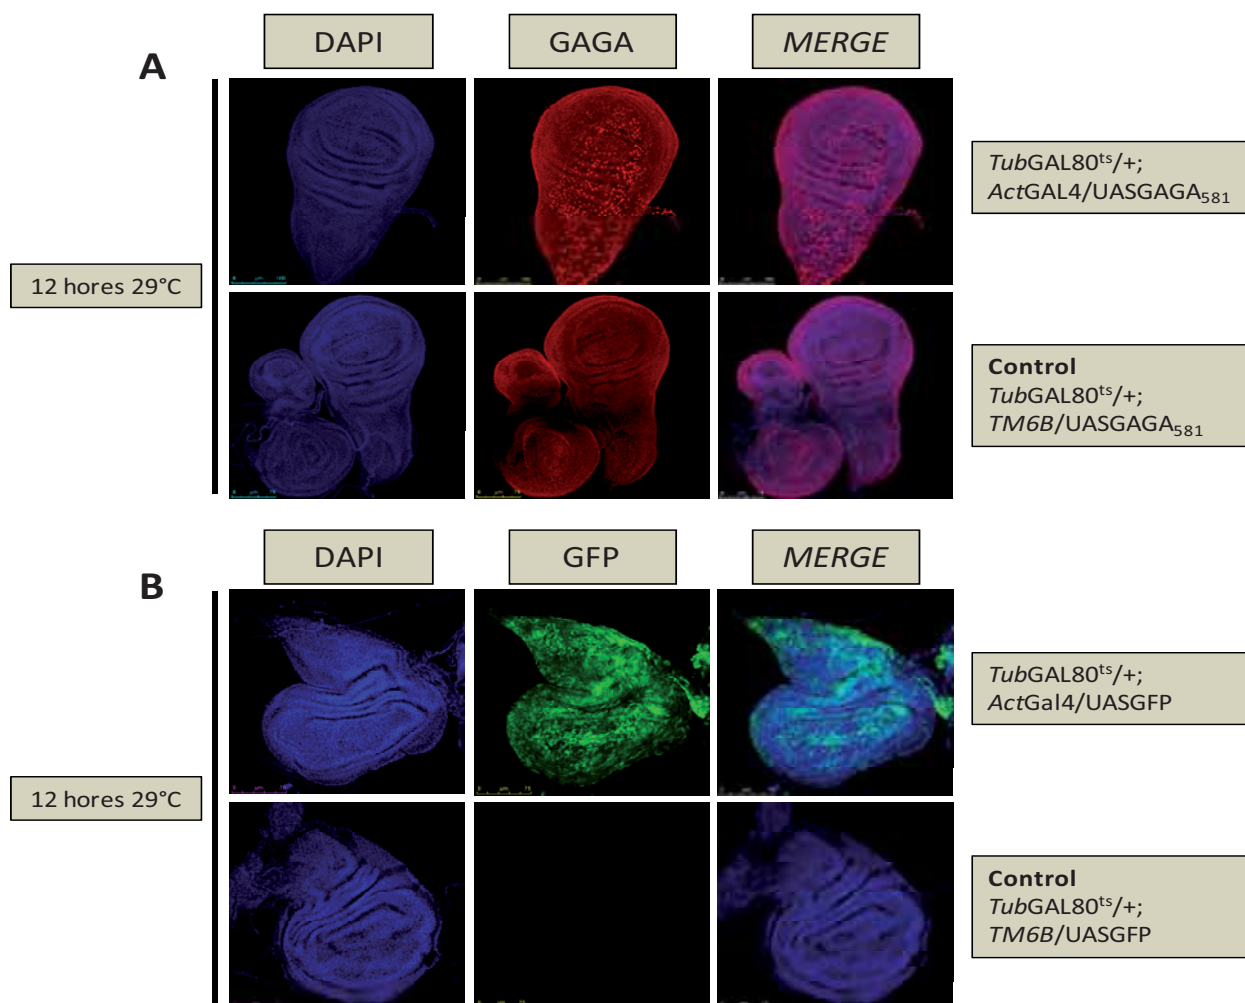 A
DAPI
GAGA
MERGE
12 hores 29°C
TubGAL80ts/+;
ActGAL4/UASGAGA581
Control
TubGAL80ts/+;
TM6B/UASGAGA581
B
DAPI
GFP
MERGE
12 hores 29°C
TubGAL80ts/+;
ActGal4/UASGFP
Control
TubGAL80ts/+;
TM6B/UASGFP